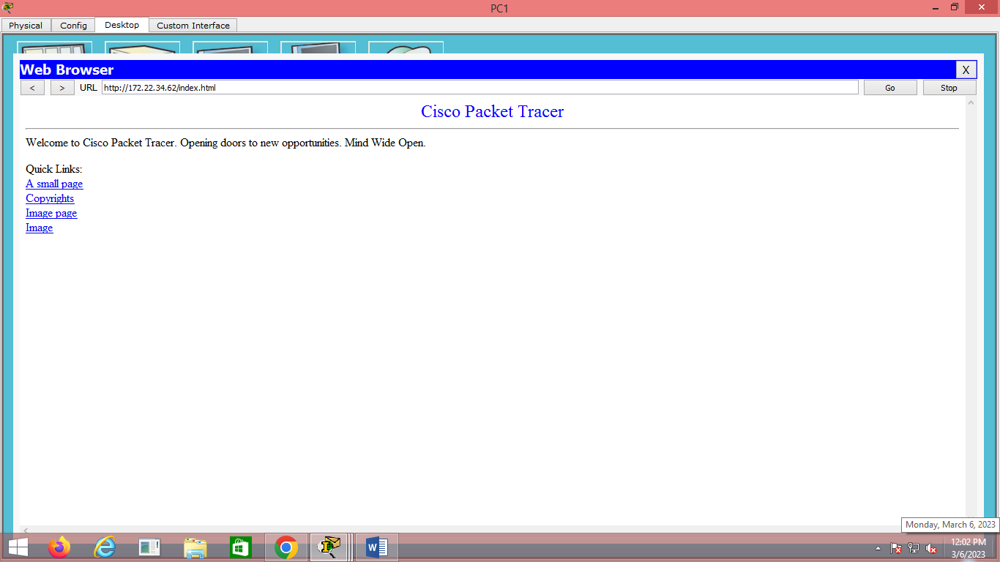 PC1
Physical Config Desktop Custom Interface
Web Browser X
< > URL http://172.22.34.62/index.html Go Stop
Cisco Packet Tracer
Welcome to Cisco Packet Tracer. Opening doors to new opportunities. Mind Wide Open.
Quick Links:
A small page
Copyrights
Image page
Image
Monday, March 6, 2023
12:02 PM
3/6/2023